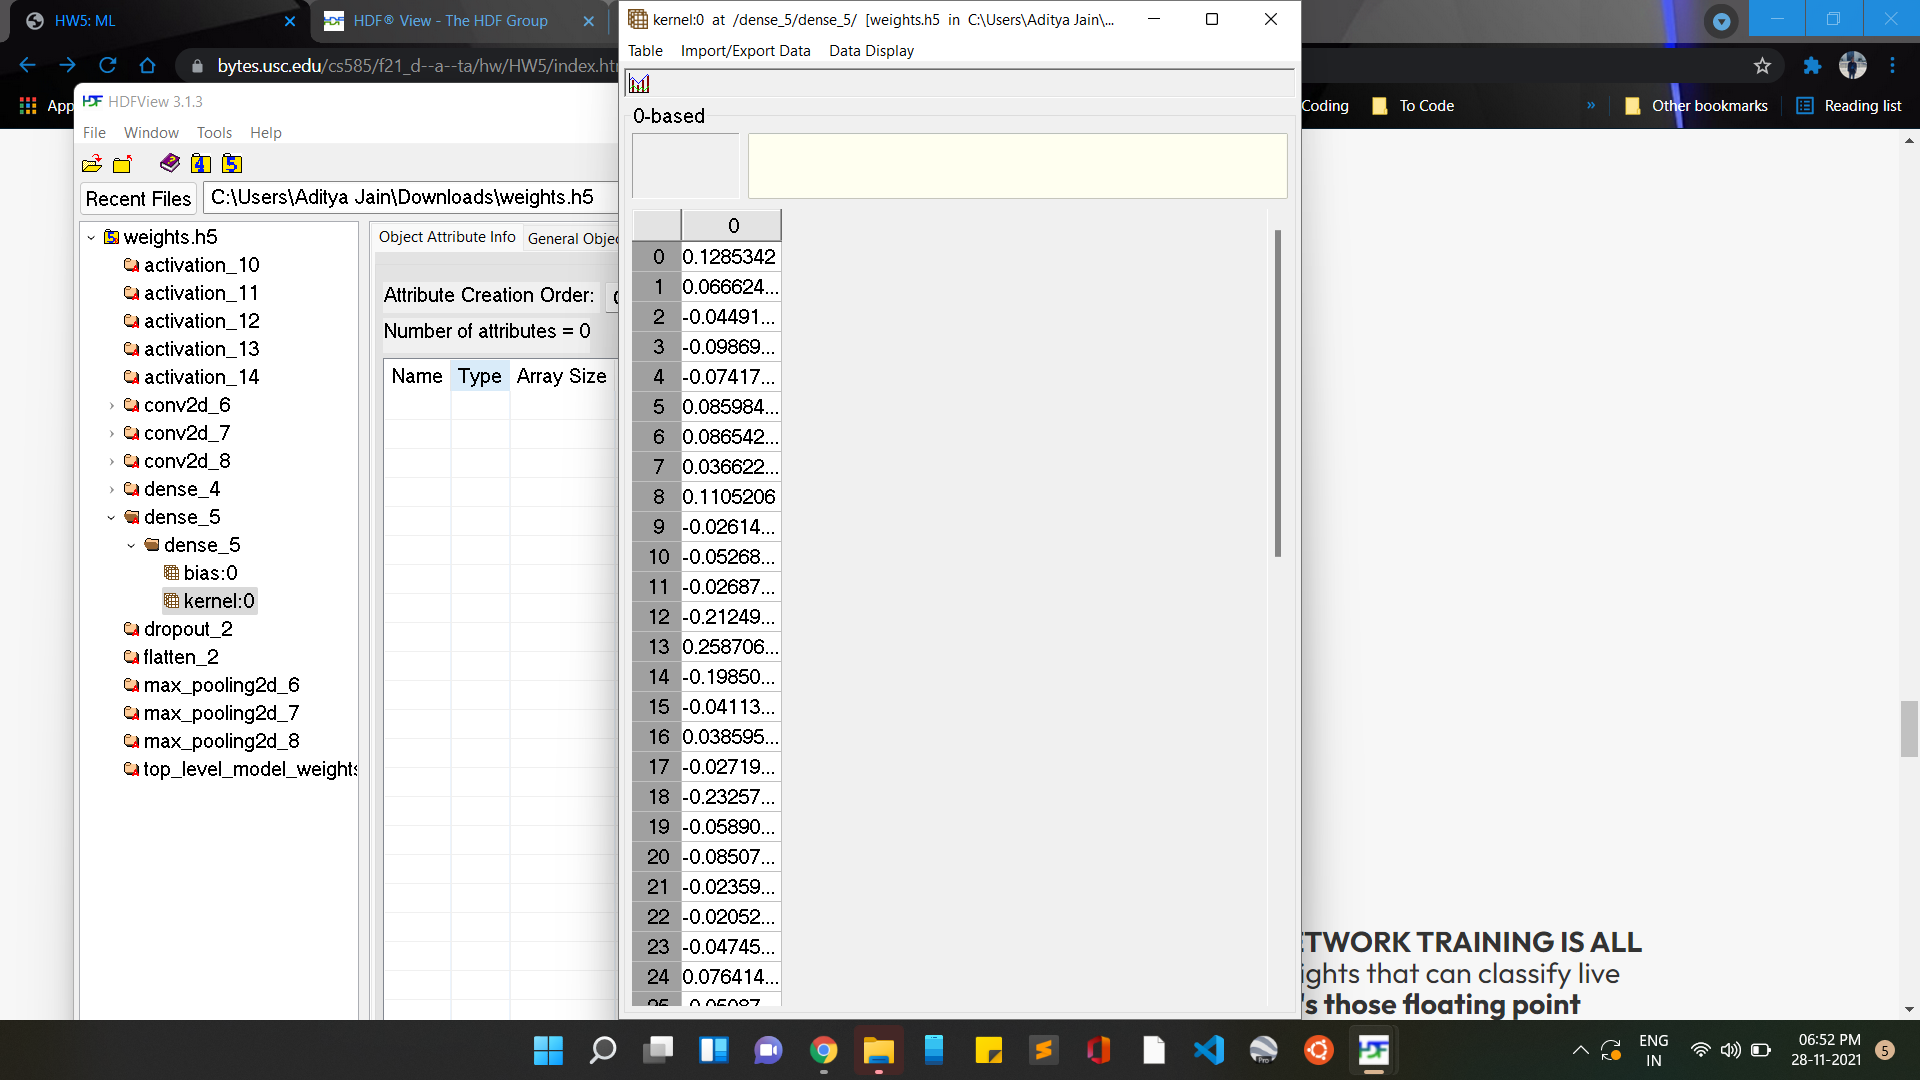 HW5: ML
HDF® View - The HDF Group
bytes.usc.edu/cs585/f21_d--a--ta/hw/HW5/index.ht
App
Coding
To Code
»
Other bookmarks
Reading list
HDFView 3.1.3
File Window Tools Help
Recent Files
C:\Users\Aditya Jain\Downloads\weights.h5
weights.h5
activation_10
activation_11
activation_12
activation_13
activation_14
conv2d_6
conv2d_7
conv2d_8
dense_4
dense_5
dense_5
bias:0
kernel:0
dropout_2
flatten_2
max_pooling2d_6
max_pooling2d_7
max_pooling2d_8
top_level_model_weights
Object Attribute Info
General Objec
Attribute Creation Order:
Number of attributes = 0
Name Type Array Size
kernel:0 at /dense_5/dense_5/ [weights.h5 in C:\Users\Aditya Jain\...
Table Import/Export Data Data Display
0-based
0
0 0.1285342
1 0.066624...
2 -0.04491...
3 -0.09869...
4 -0.07417...
5 0.085984...
6 0.086542...
7 0.036622...
8 0.1105206
9 -0.02614...
10 -0.05268...
11 -0.02687...
12 -0.21249...
13 0.258706...
14 -0.19850...
15 -0.04113...
16 0.038595...
17 -0.02719...
18 -0.23257...
19 -0.05890...
20 -0.08507...
21 -0.02359...
22 -0.02052...
23 -0.04745...
24 0.076414...
25 -0.05087...
ETWORK TRAINING IS ALL
ights that can classify live
's those floating point
ENG
IN
06:52 PM
28-11-2021
5